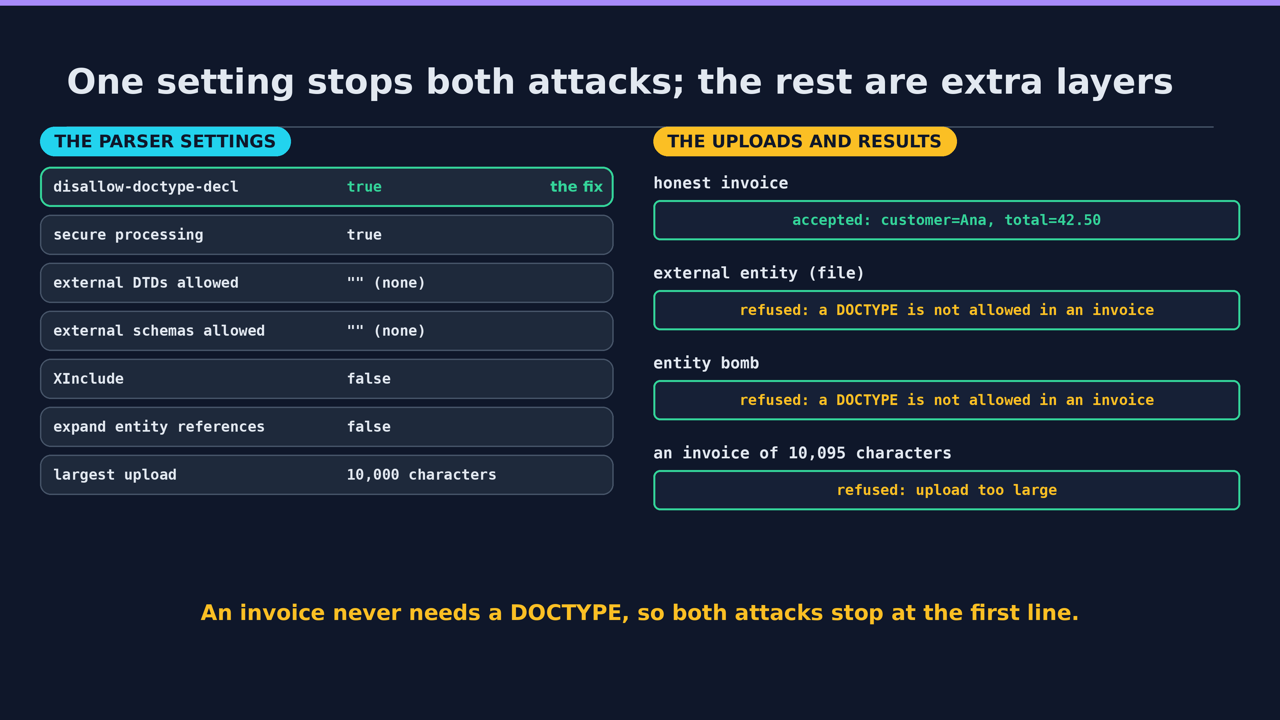 One setting stops both attacks; the rest are extra layers
THE PARSER SETTINGS
disallow-doctype-decl true the fix
secure processing true
external DTDs allowed "" (none)
external schemas allowed "" (none)
XInclude false
expand entity references false
largest upload 10,000 characters
THE UPLOADS AND RESULTS
honest invoice
accepted: customer=Ana, total=42.50
external entity (file)
refused: a DOCTYPE is not allowed in an invoice
entity bomb
refused: a DOCTYPE is not allowed in an invoice
an invoice of 10,095 characters
refused: upload too large
An invoice never needs a DOCTYPE, so both attacks stop at the first line.